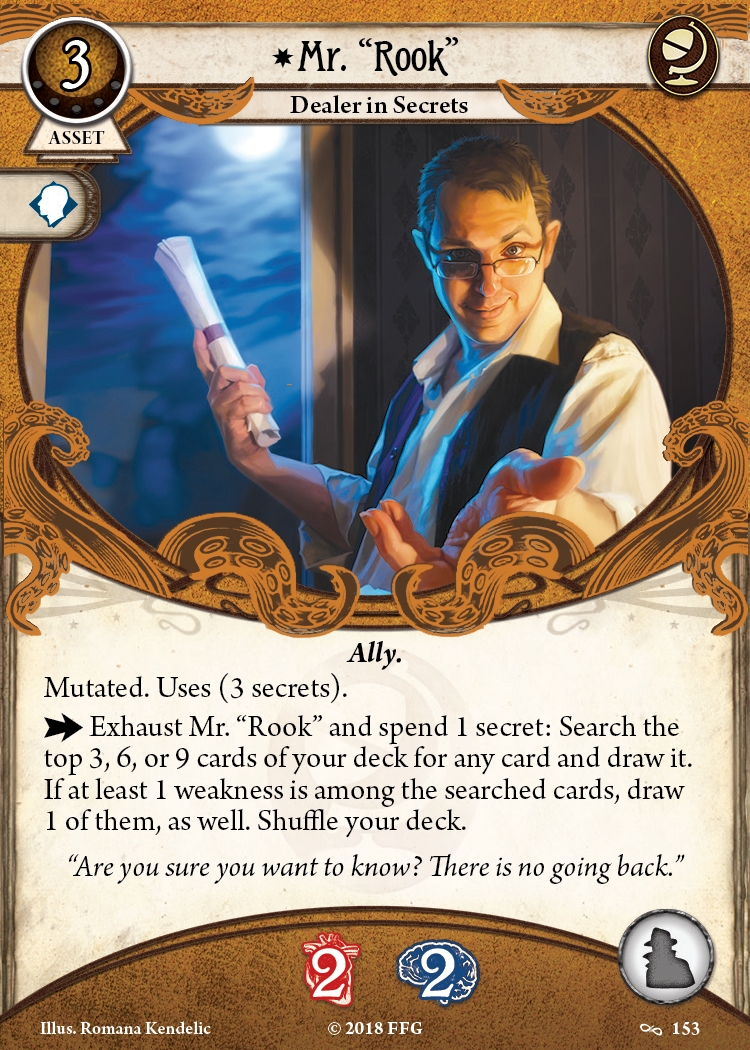 3
Mr. “Rook”
Dealer in Secrets
ASSET
Ally.
Mutated. Uses (3 secrets).
Exhaust Mr. “Rook” and spend 1 secret: Search the
top 3, 6, or 9 cards of your deck for any card and draw it.
If at least 1 weakness is among the searched cards, draw
1 of them, as well. Shuffle your deck.
“Are you sure you want to know? There is no going back.”
2 2
Illus. Romana Kendelic © 2018 FFG 153